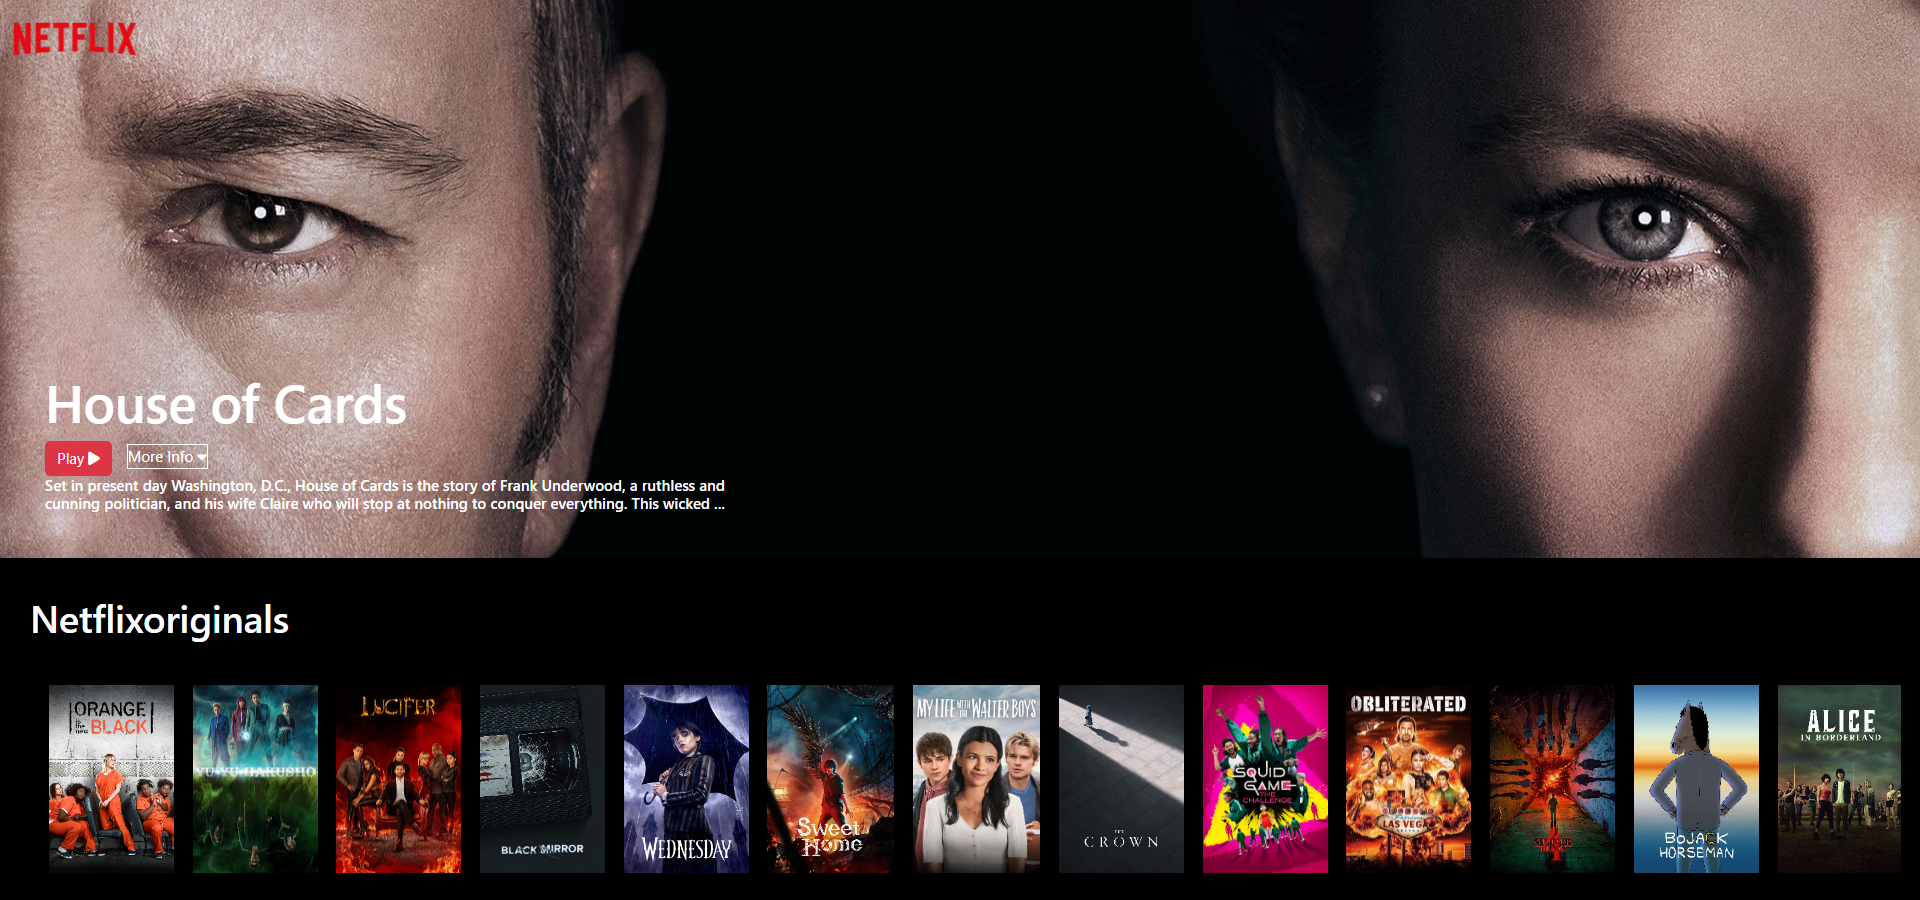 NETFLIX
House of Cards
Play
More Info
Set in present day Washington, D.C., House of Cards is the story of Frank Underwood, a ruthless and
cunning politician, and his wife Claire who will stop at nothing to conquer everything. This wicked ...
Netflixoriginals
ORANGE
is the new
BLACK
YU YU HAKUSHO
LUCIFER
BLACK MIRROR
WEDNESDAY
Sweet
Home
MY LIFE WITH THE WALTER BOYS
THE
CROWN
SQUID
GAME
THE CHALLENGE
OBLITERATED
Fabulous
LAS VEGAS
BOJACK
HORSEMAN
ALICE
IN BORDERLAND